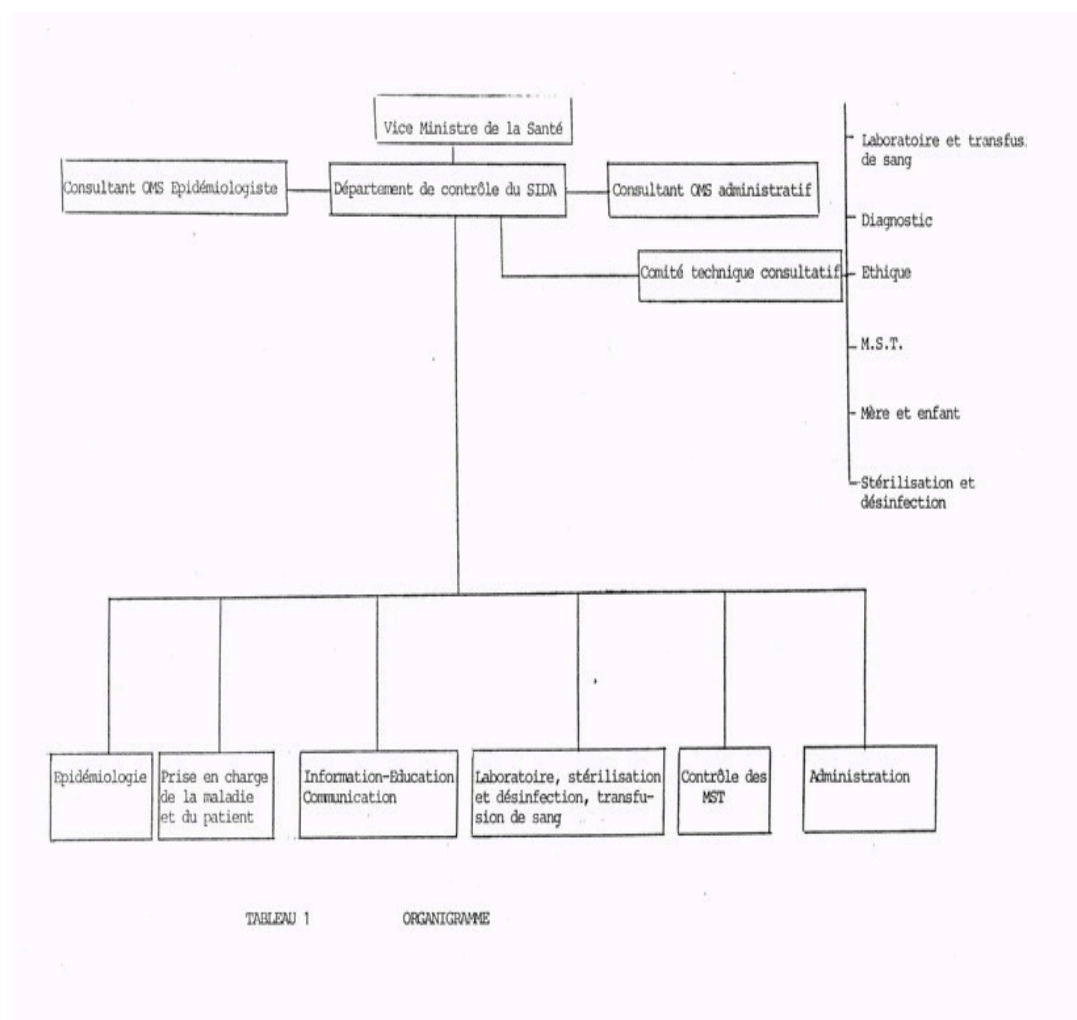 Vice Ministre de la Santé
Consultant OMS Epidémiologiste
Département de contrôle du SIDA
Consultant OMS administratif
Comité technique consultatif
Laboratoire et transfus
de sang
Diagnostic
Ethique
M.S.T.
Mère et enfant
Stérilisation et
désinfection
Epidémiologie
Prise en charge
de la maladie
et du patient
Information-Education
Communication
Laboratoire, stérilisation
et désinfection, transfu-
sion de sang
Contrôle des
MST
Administration
TABLEAU 1 ORGANIGRAMME